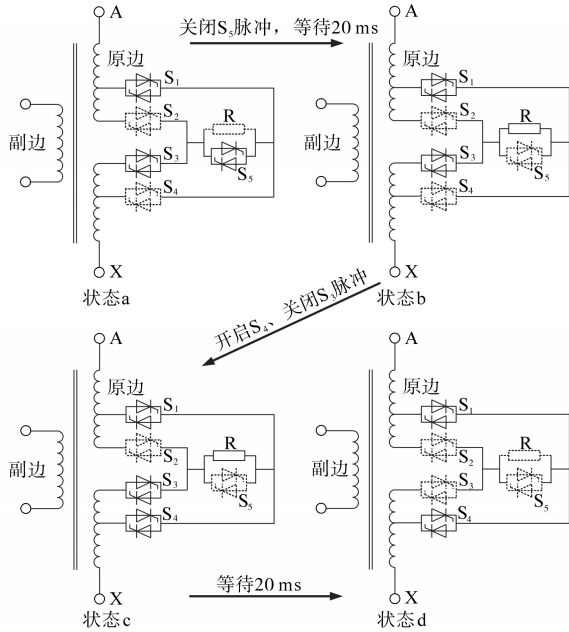 A
关闭S₅脉冲，等待20 ms
A
原边
S₁
S₂
R
副边
S₃
S₅
S₄
X
状态a
原边
S₁
S₂
R
副边
S₃
S₅
S₄
X
状态b
开启S₄、关闭S₃脉冲
A
原边
S₁
S₂
R
副边
S₃
S₅
S₄
X
状态c
等待20 ms
A
原边
S₁
S₂
R
副边
S₃
S₅
S₄
X
状态d